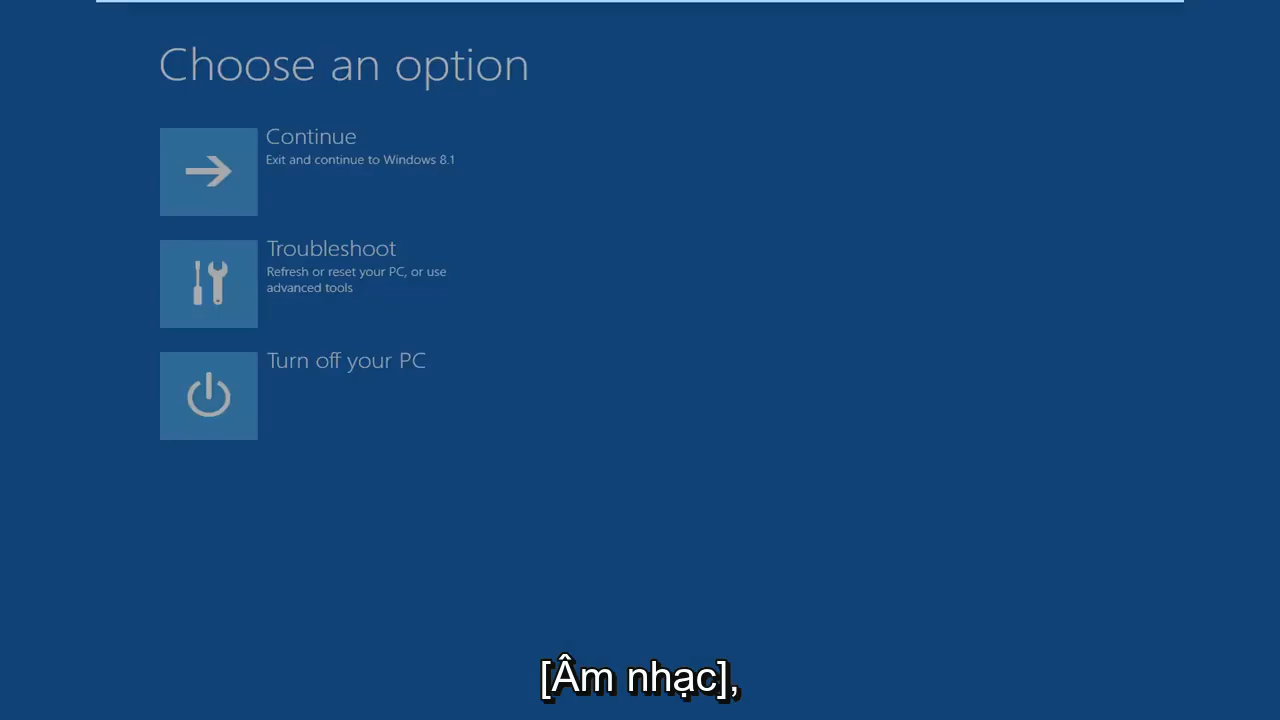 Choose an option
Continue
Exit and continue to Windows 8.1
Troubleshoot
Refresh or reset your PC, or use
advanced tools
Turn off your PC
[Âm nhạc],